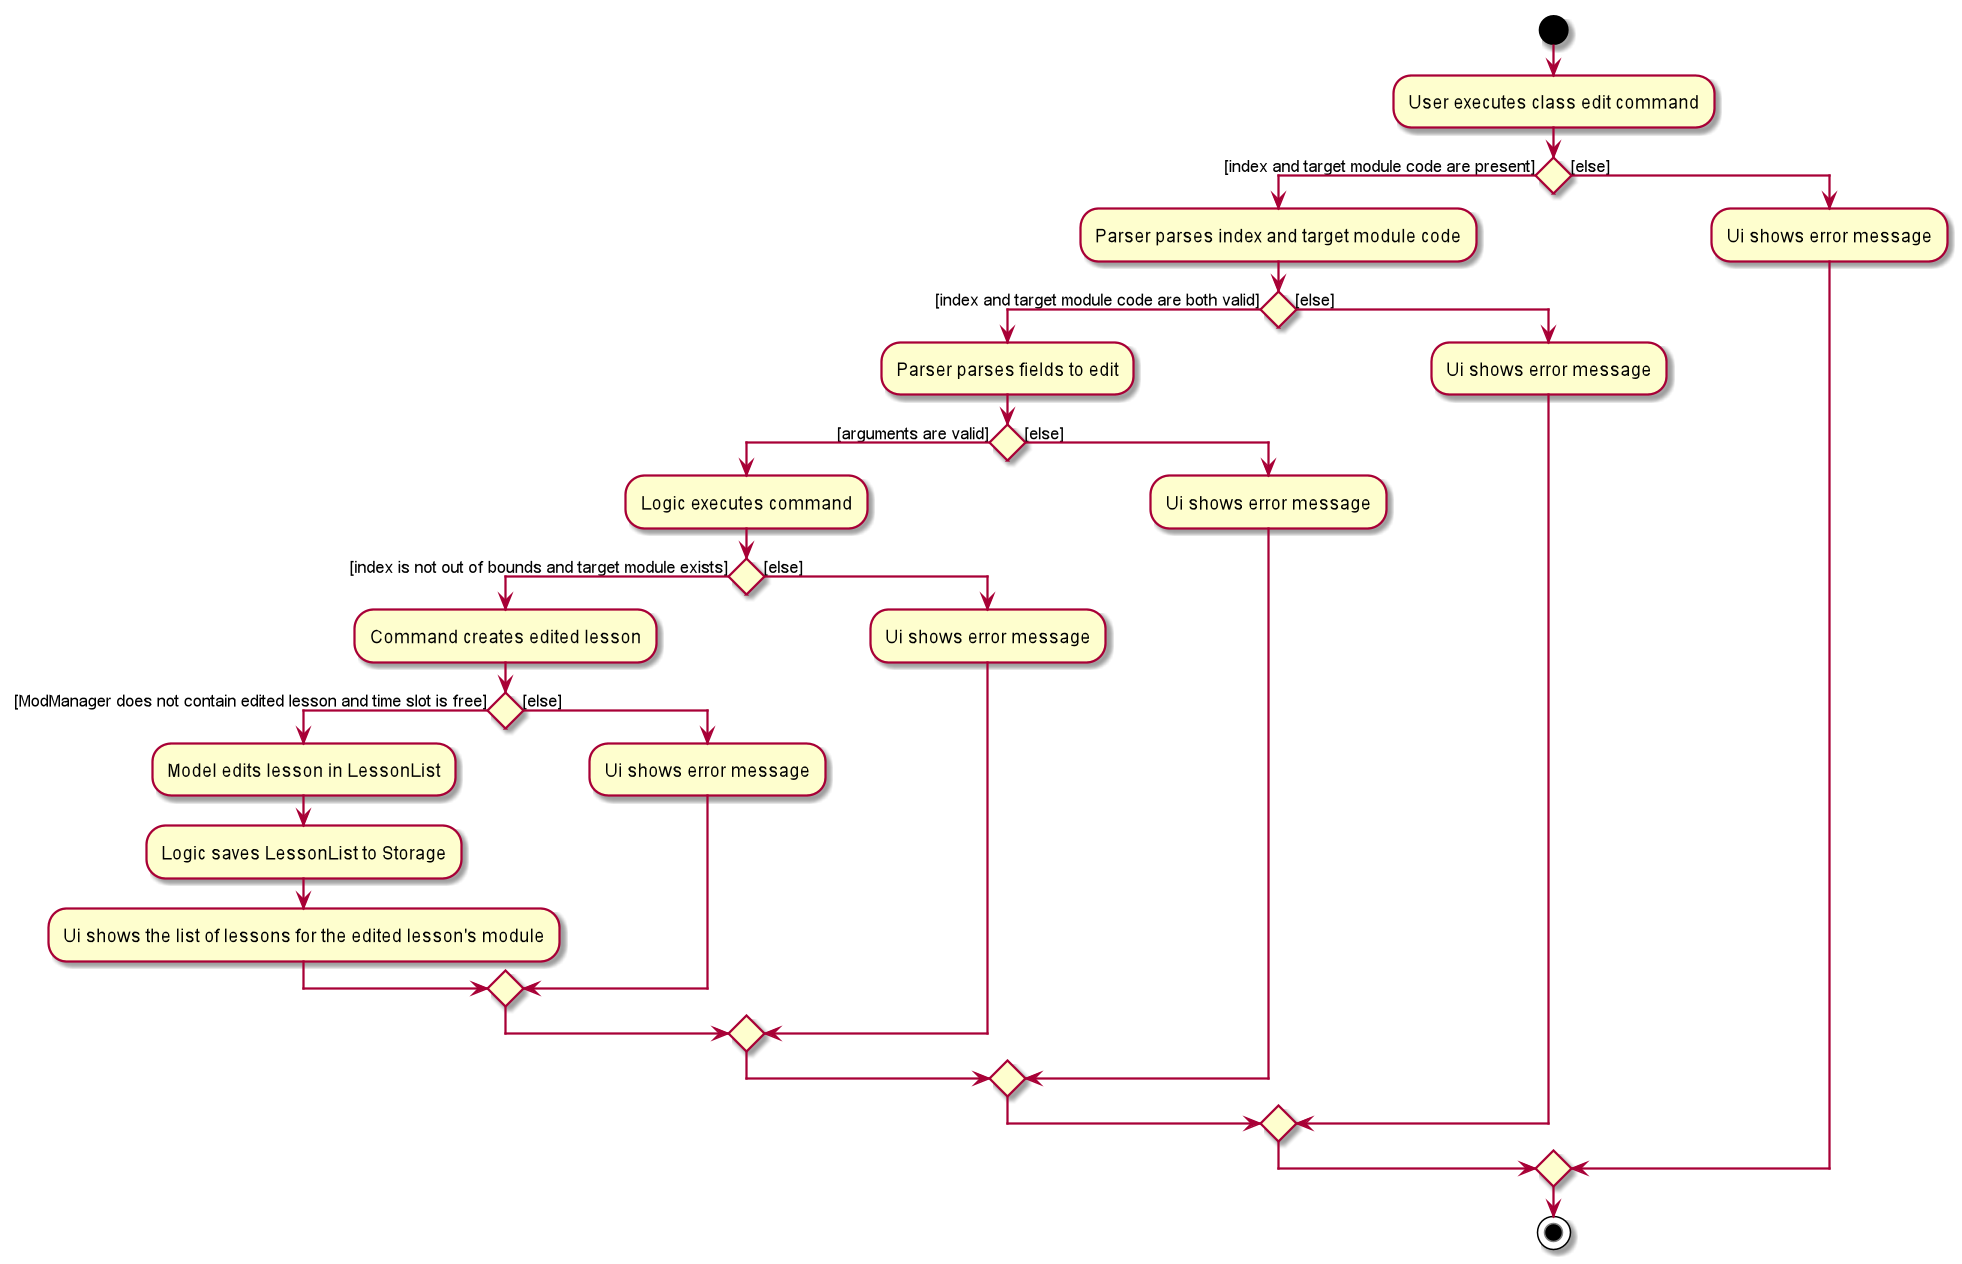 User executes class edit command
[index and target module code are present]
[else]
Parser parses index and target module code
Ui shows error message
[index and target module code are both valid]
[else]
Parser parses fields to edit
Ui shows error message
[arguments are valid]
[else]
Logic executes command
Ui shows error message
[index is not out of bounds and target module exists]
[else]
Command creates edited lesson
Ui shows error message
[ModManager does not contain edited lesson and time slot is free]
[else]
Model edits lesson in LessonList
Ui shows error message
Logic saves LessonList to Storage
Ui shows the list of lessons for the edited lesson's module